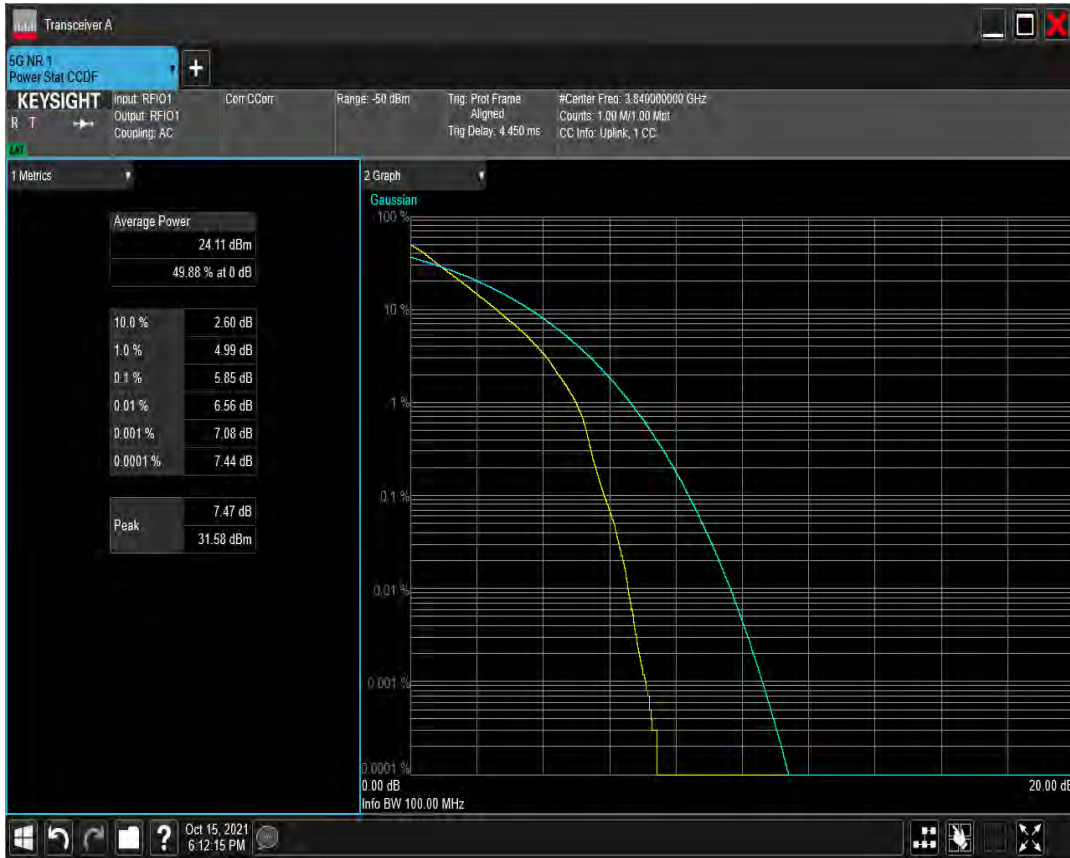 Transceiver A
5G NR 1
Power Stat CCDF
+
KEYSIGHT
R T
LXI
Input: RFIO1
Output: RFIO1
Coupling: AC
Corr CCorr
Range: -50 dBm
Trig: Prot Frame
Aligned
Trig Delay: 4.450 ms
#Center Freq: 3.840000000 GHz
Counts: 1.00 M/1.00 Mpt
CC Info: Uplink, 1 CC
1 Metrics
Average Power
24.11 dBm
49.88 % at 0 dB
10.0 % 2.60 dB
1.0 % 4.99 dB
0.1 % 5.85 dB
0.01 % 6.56 dB
0.001 % 7.08 dB
0.0001 % 7.44 dB
Peak
7.47 dB
31.58 dBm
2 Graph
Gaussian
100 %
10 %
1 %
0.1 %
0.01 %
0.001 %
0.0001 %
0.00 dB
20.00 dB
Info BW 100.00 MHz
?
Oct 15, 2021
6:12:15 PM